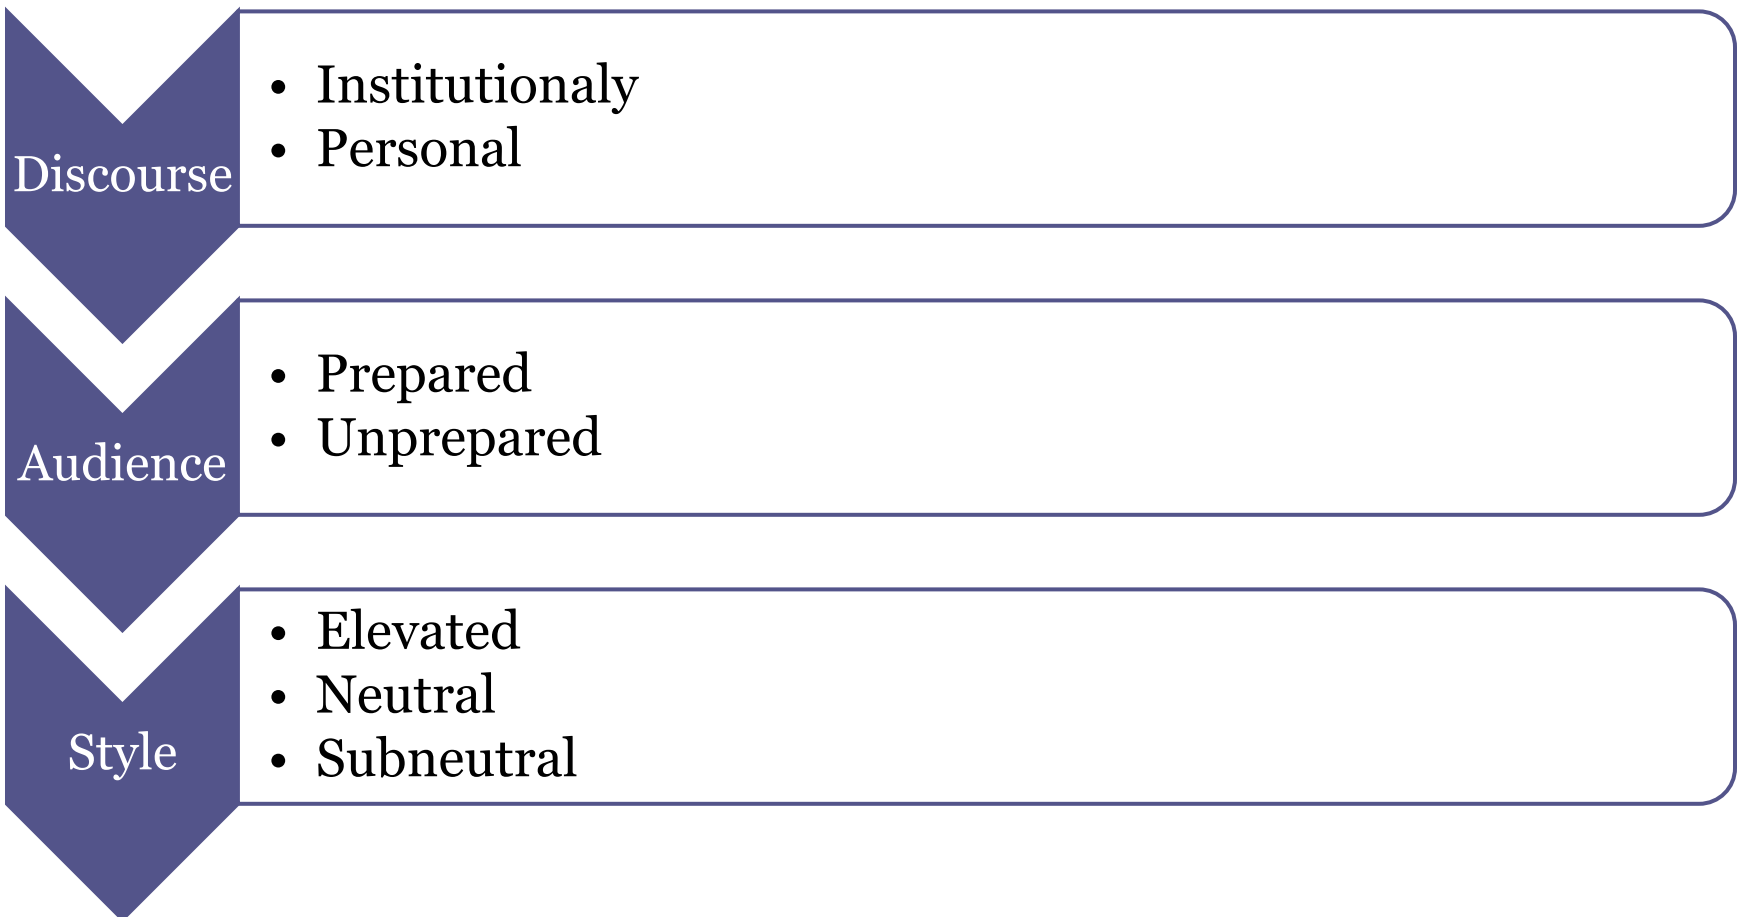 Discourse
• Institutionaly
• Personal
Audience
• Prepared
• Unprepared
Style
• Elevated
• Neutral
• Subneutral